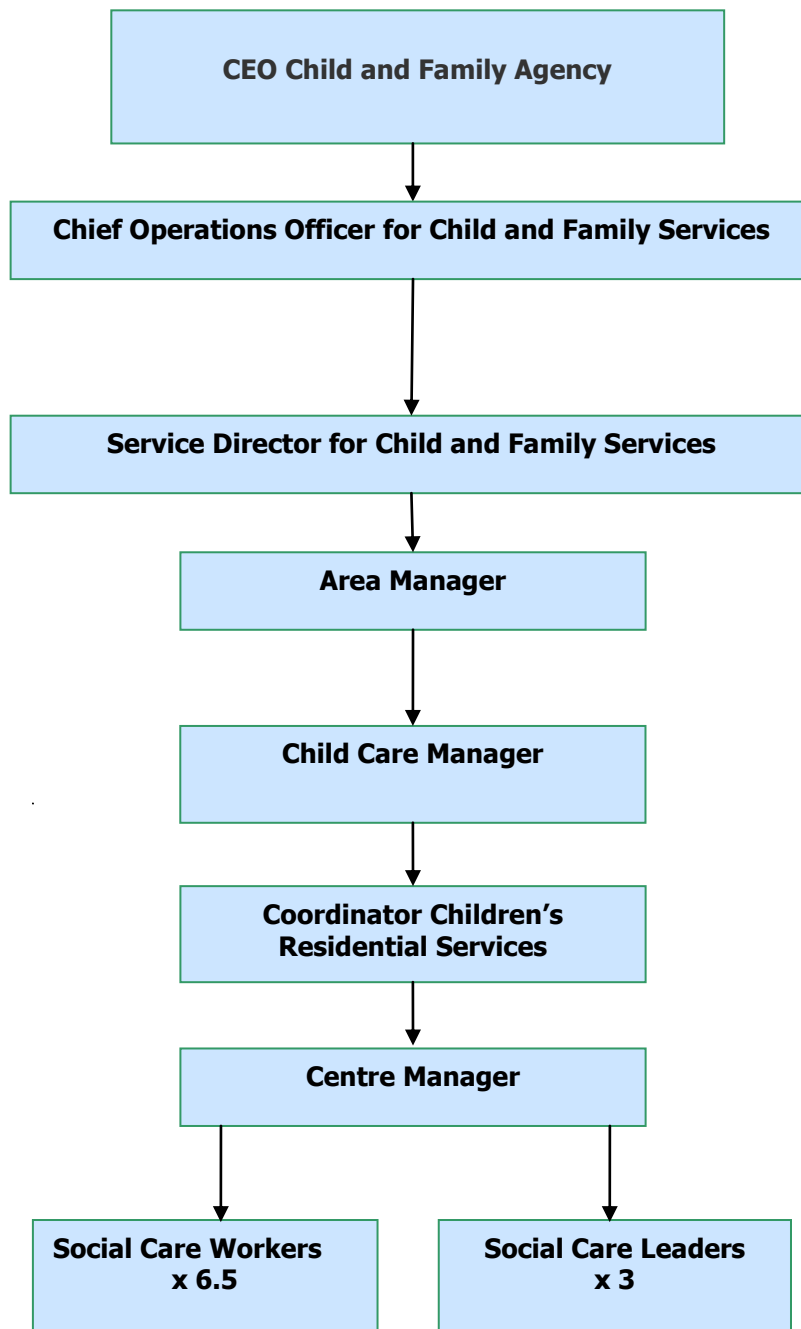 CEO Child and Family Agency
Chief Operations Officer for Child and Family Services
Service Director for Child and Family Services
Area Manager
Child Care Manager
Coordinator Children’s
Residential Services
Centre Manager
Social Care Workers
x 6.5
Social Care Leaders
x 3